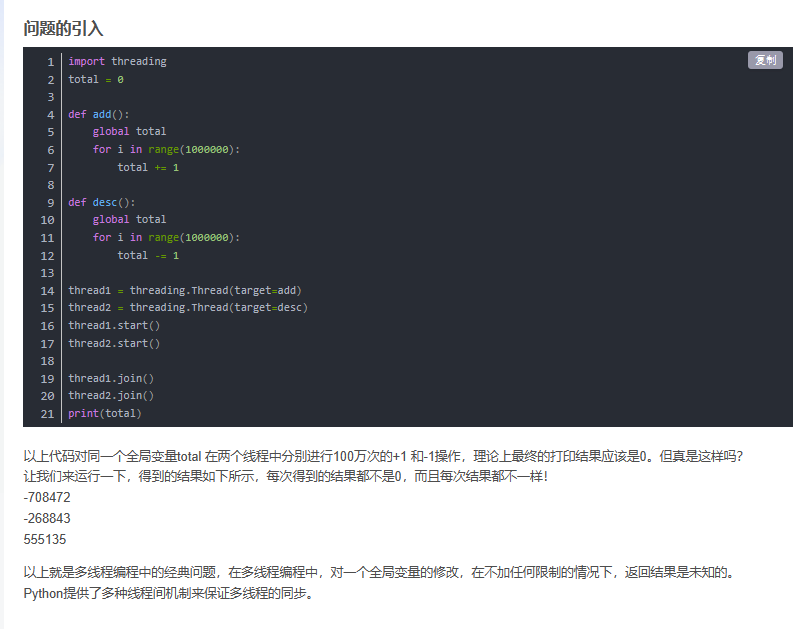 问题的引入
复制
1 import threading
2 total = 0
3
4 def add():
5     global total
6     for i in range(1000000):
7         total += 1
8
9 def desc():
10     global total
11     for i in range(1000000):
12         total -= 1
13
14 thread1 = threading.Thread(target=add)
15 thread2 = threading.Thread(target=desc)
16 thread1.start()
17 thread2.start()
18
19 thread1.join()
20 thread2.join()
21 print(total)
以上代码对同一个全局变量total 在两个线程中分别进行100万次的+1 和-1操作，理论上最终的打印结果应该是0。但真是这样吗？
让我们来运行一下，得到的结果如下所示，每次得到的结果都不是0，而且每次结果都不一样！
-708472
-268843
555135
以上就是多线程编程中的经典问题，在多线程编程中，对一个全局变量的修改，在不加任何限制的情况下，返回结果是未知的。
Python提供了多种线程间机制来保证多线程的同步。